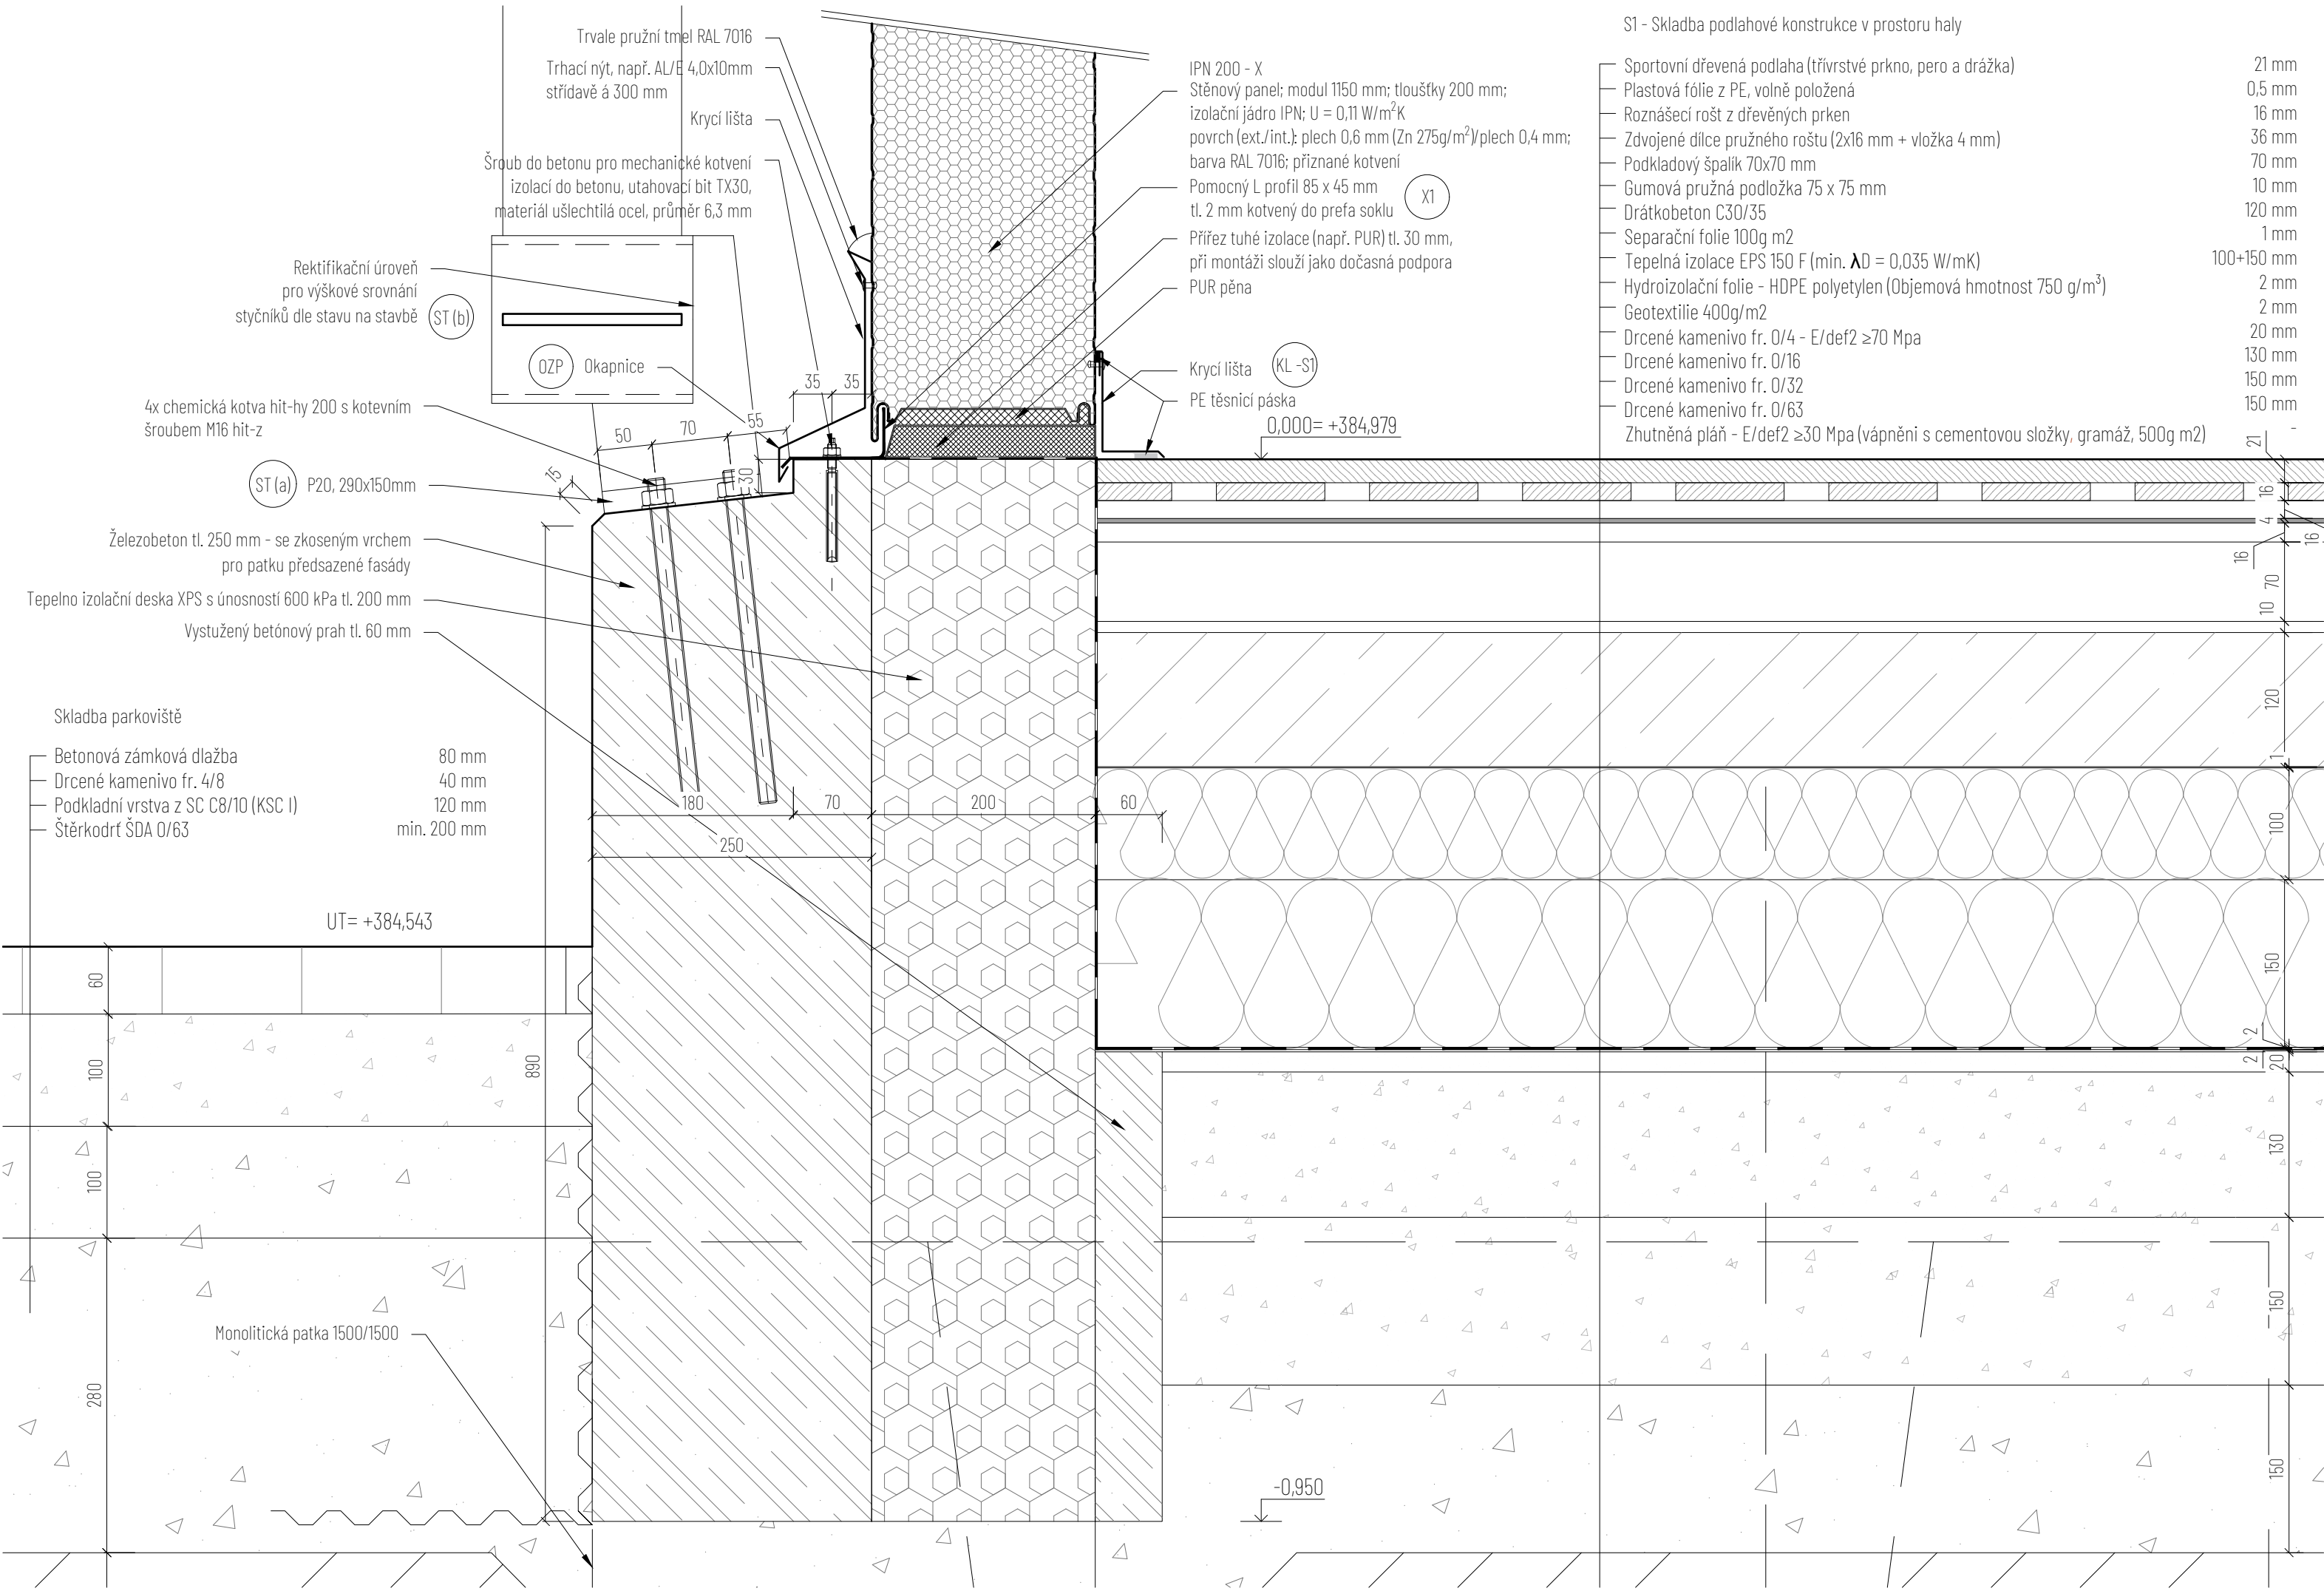 Trvale pružní tmel RAL 7016
Trhací nýt, např. AL/E 4,0x10mm
střídavě á 300 mm
Krycí lišta
Šroub do betonu pro mechanické kotvení
izolací do betonu, utahovací bit TX30,
materiál ušlechtilá ocel, průměr 6,3 mm
Rektifikační úroveň
pro výškové srovnání
styčníků dle stavu na stavbě
ST (b)
OZP
Okapnice
4x chemická kotva hit-hy 200 s kotevním
šroubem M16 hit-z
ST (a)
P20, 290x150mm
Železobeton tl. 250 mm - se zkoseným vrchem
pro patku předsazené fasády
Tepelno izolační deska XPS s únosností 600 kPa tl. 200 mm
Vystužený betónový prah tl. 60 mm
Skladba parkoviště
Betonová zámková dlažba 80 mm
Drcené kamenivo fr. 4/8 40 mm
Podkladní vrstva z SC C8/10 (KSC I) 120 mm
Štěrkodrť ŠDA 0/63 min. 200 mm
UT= +384,543
Monolitická patka 1500/1500
IPN 200 - X
Stěnový panel; modul 1150 mm; tloušťky 200 mm;
izolační jádro IPN; U = 0,11 W/m²K
povrch (ext./int.): plech 0,6 mm (Zn 275g/m²)/plech 0,4 mm;
barva RAL 7016; přiznané kotvení
Pomocný L profil 85 x 45 mm
tl. 2 mm kotvený do prefa soklu
X1
Přířez tuhé izolace (např. PUR) tl. 30 mm,
při montáži slouží jako dočasná podpora
PUR pěna
Krycí lišta
KL -S1
PE těsnicí páska
0,000= +384,979
S1 - Skladba podlahové konstrukce v prostoru haly
Sportovní dřevená podlaha (třívrstvé prkno, pero a drážka) 21 mm
Plastová fólie z PE, volně položená 0,5 mm
Roznášecí rošt z dřevěných prken 16 mm
Zdvojené dílce pružného roštu (2x16 mm + vložka 4 mm) 36 mm
Podkladový špalík 70x70 mm 70 mm
Gumová pružná podložka 75 x 75 mm 10 mm
Drátkobeton C30/35 120 mm
Separační folie 100g m2 1 mm
Tepelná izolace EPS 150 F (min. λD = 0,035 W/mK) 100+150 mm
Hydroizolační folie - HDPE polyetylen (Objemová hmotnost 750 g/m³) 2 mm
Geotextilie 400g/m2 2 mm
Drcené kamenivo fr. 0/4 - E/def2 ≥70 Mpa 20 mm
Drcené kamenivo fr. 0/16 130 mm
Drcené kamenivo fr. 0/32 150 mm
Drcené kamenivo fr. 0/63 150 mm
Zhutněná pláň - E/def2 ≥30 Mpa (vápněni s cementovou složky, gramáž, 500g m2) -
35 35
50 70 55
15
30
180 70 200 60
250
890
60
100
100
280
21
16
4
16
16
70
10
120
1
100
150
2
2
20
130
150
150
-0,950